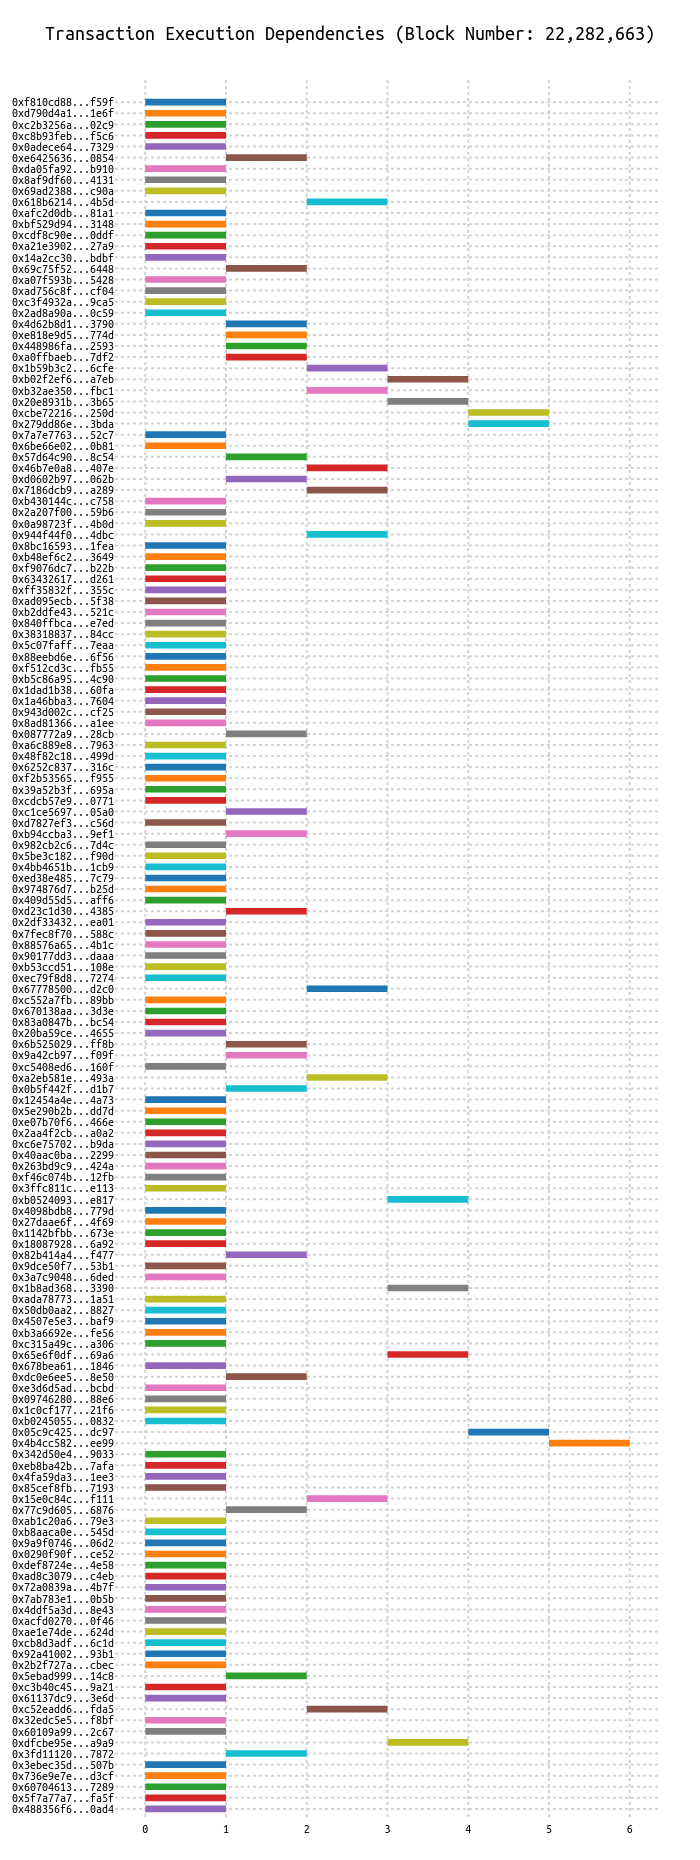 Transaction Execution Dependencies (Block Number: 22,282,663)
0xf810cd88...f59f
0xd790d4a1...1e6f
0xc2b3256a...02c9
0xc8b93feb...f5c6
0x0adece64...7329
0xe6425636...0854
0xda05fa92...b910
0x8af9df60...4131
0x69ad2388...c90a
0x618b6214...4b5d
0xafc2d0db...81a1
0xbf529d94...3148
0xcdf8c90e...0ddf
0xa21e3902...27a9
0x14a2cc30...bdbf
0x69c75f52...6448
0xa07f593b...5428
0xad756c8f...cf04
0xc3f4932a...9ca5
0x2ad8a90a...0c59
0x4d62b8d1...3790
0xe818e9d5...774d
0x448986fa...2593
0xa0ffbaeb...7df2
0x1b59b3c2...6cfe
0xb02f2ef6...a7eb
0xb32ae350...fbc1
0x20e8931b...3b65
0xcbe72216...250d
0x279dd86e...3bda
0x7a7e7763...52c7
0x6be66e02...0b81
0x57d64c90...8c54
0x46b7e0a8...407e
0xd0602b97...062b
0x7186dcb9...a289
0xb430144c...c758
0x2a207f00...59b6
0x0a98723f...4b0d
0x944f44f0...4dbc
0x8bc16593...1fea
0xb48ef6c2...3649
0xf9076dc7...b22b
0x63432617...d261
0xff35832f...355c
0xad095ecb...5f38
0xb2ddfe43...521c
0x840ffbca...e7ed
0x38318837...84cc
0x5c07faff...7eaa
0x88eebd6e...6f56
0xf512cd3c...fb55
0xb5c86a95...4c90
0x1dad1b38...60fa
0x1a46bba3...7604
0x943d002c...cf25
0x8ad81366...a1ee
0x087772a9...28cb
0xa6c889e8...7963
0x48f82c18...499d
0x6252c837...316c
0xf2b53565...f955
0x39a52b3f...695a
0xcdcb57e9...0771
0xc1ce5697...05a0
0xd7827ef3...c56d
0xb94ccba3...9ef1
0x982cb2c6...7d4c
0x5be3c182...f90d
0x4bb4651b...1cb9
0xed38e485...7c79
0x974876d7...b25d
0x409d55d5...aff6
0xd23c1d30...4385
0x2df33432...ea01
0x7fec8f70...588c
0x88576a65...4b1c
0x90177dd3...daaa
0xb53ccd51...108e
0xec79f8d8...7274
0x67778500...d2c0
0xc552a7fb...89bb
0x670138aa...3d3e
0x83a0847b...bc54
0x20ba59ce...4655
0x6b525029...ff8b
0x9a42cb97...f09f
0xc5408ed6...160f
0xa2eb581e...493a
0x0b5f442f...d1b7
0x12454a4e...4a73
0x5e290b2b...dd7d
0xe07b70f6...466e
0x2aa4f2cb...a0a2
0xc6e75702...b9da
0x40aac0ba...2299
0x263bd9c9...424a
0xf46c074b...12fb
0x3ffc811c...e113
0xb0524093...e817
0x4098bdb8...779d
0x27daae6f...4f69
0x1142bfbb...673e
0x18087928...6a92
0x82b414a4...f477
0x9dce50f7...53b1
0x3a7c9048...6ded
0x1b8ad368...3390
0xada78773...1a51
0x50db0aa2...8827
0x4507e5e3...baf9
0xb3a6692e...fe56
0xc315a49c...a306
0x65e6f0df...69a6
0x678bea61...1846
0xdc0e6ee5...8e50
0xe3d6d5ad...bcbd
0x09746280...88e6
0x1c0cf177...21f6
0xb0245055...0832
0x05c9c425...dc97
0x4b4cc582...ee99
0x342d50e4...9033
0xeb8ba42b...7afa
0x4fa59da3...1ee3
0x85cef8fb...7193
0x15e0c84c...f111
0x77c9d605...6876
0xab1c20a6...79e3
0xb8aaca0e...545d
0x9a9f0746...06d2
0x0290f90f...ce52
0xdef8724e...4e58
0xad8c3079...c4eb
0x72a0839a...4b7f
0x7ab783e1...0b5b
0x4ddf5a3d...8e43
0xacfd0270...0f46
0xae1e74de...624d
0xcb8d3adf...6c1d
0x92a41002...93b1
0x2b2f727a...cbec
0x5ebad999...14c8
0xc3b40c45...9a21
0x61137dc9...3e6d
0xc52eadd6...fda5
0x32edc5e5...f8bf
0x60109a99...2c67
0xdfcbe95e...a9a9
0x3fd11120...7872
0x3ebec35d...507b
0x736e9e7e...d3cf
0x60704613...7289
0x5f7a77a7...fa5f
0x488356f6...0ad4
0 1 2 3 4 5 6